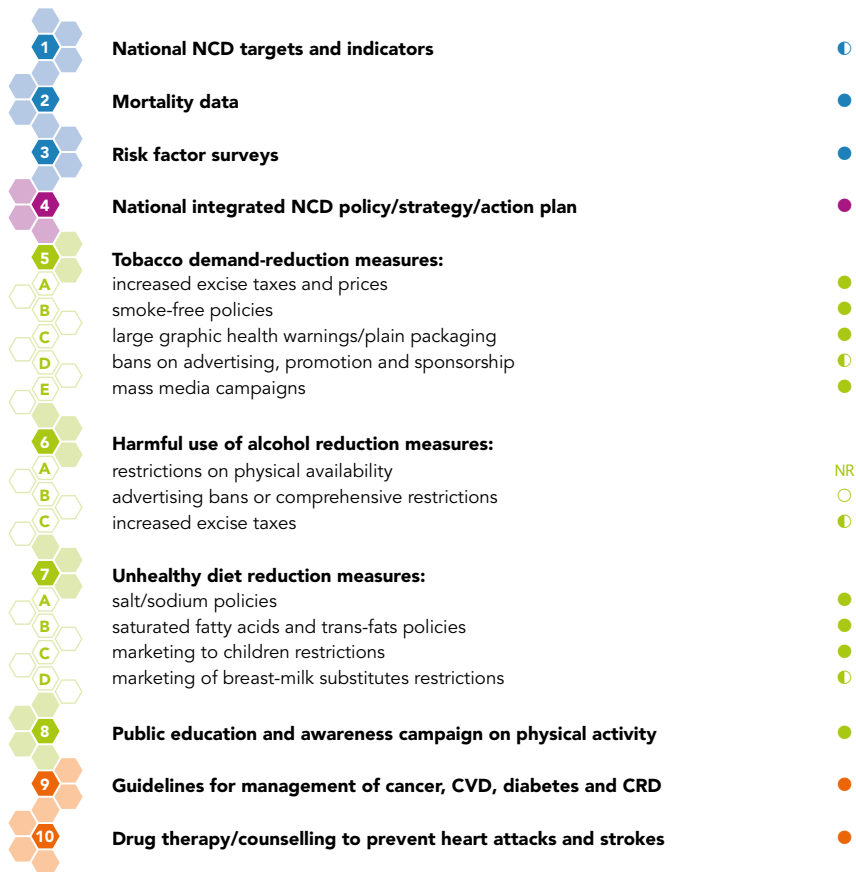 1 National NCD targets and indicators
2 Mortality data
3 Risk factor surveys
4 National integrated NCD policy/strategy/action plan
5 Tobacco demand-reduction measures:
A increased excise taxes and prices
B smoke-free policies
C large graphic health warnings/plain packaging
D bans on advertising, promotion and sponsorship
E mass media campaigns
6 Harmful use of alcohol reduction measures:
A restrictions on physical availability NR
B advertising bans or comprehensive restrictions
C increased excise taxes
7 Unhealthy diet reduction measures:
A salt/sodium policies
B saturated fatty acids and trans-fats policies
C marketing to children restrictions
D marketing of breast-milk substitutes restrictions
8 Public education and awareness campaign on physical activity
9 Guidelines for management of cancer, CVD, diabetes and CRD
10 Drug therapy/counselling to prevent heart attacks and strokes